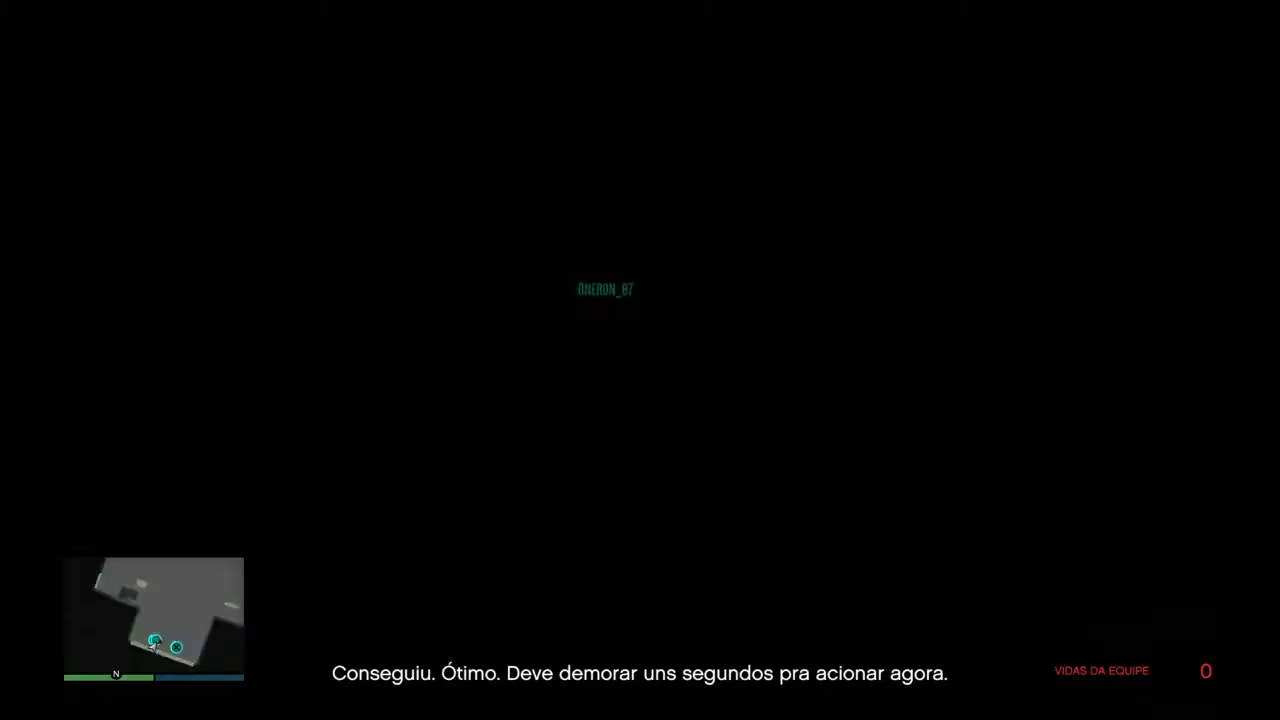 ONERON_87
N
Conseguiu. Ótimo. Deve demorar uns segundos pra acionar agora.
VIDAS DA EQUIPE 0